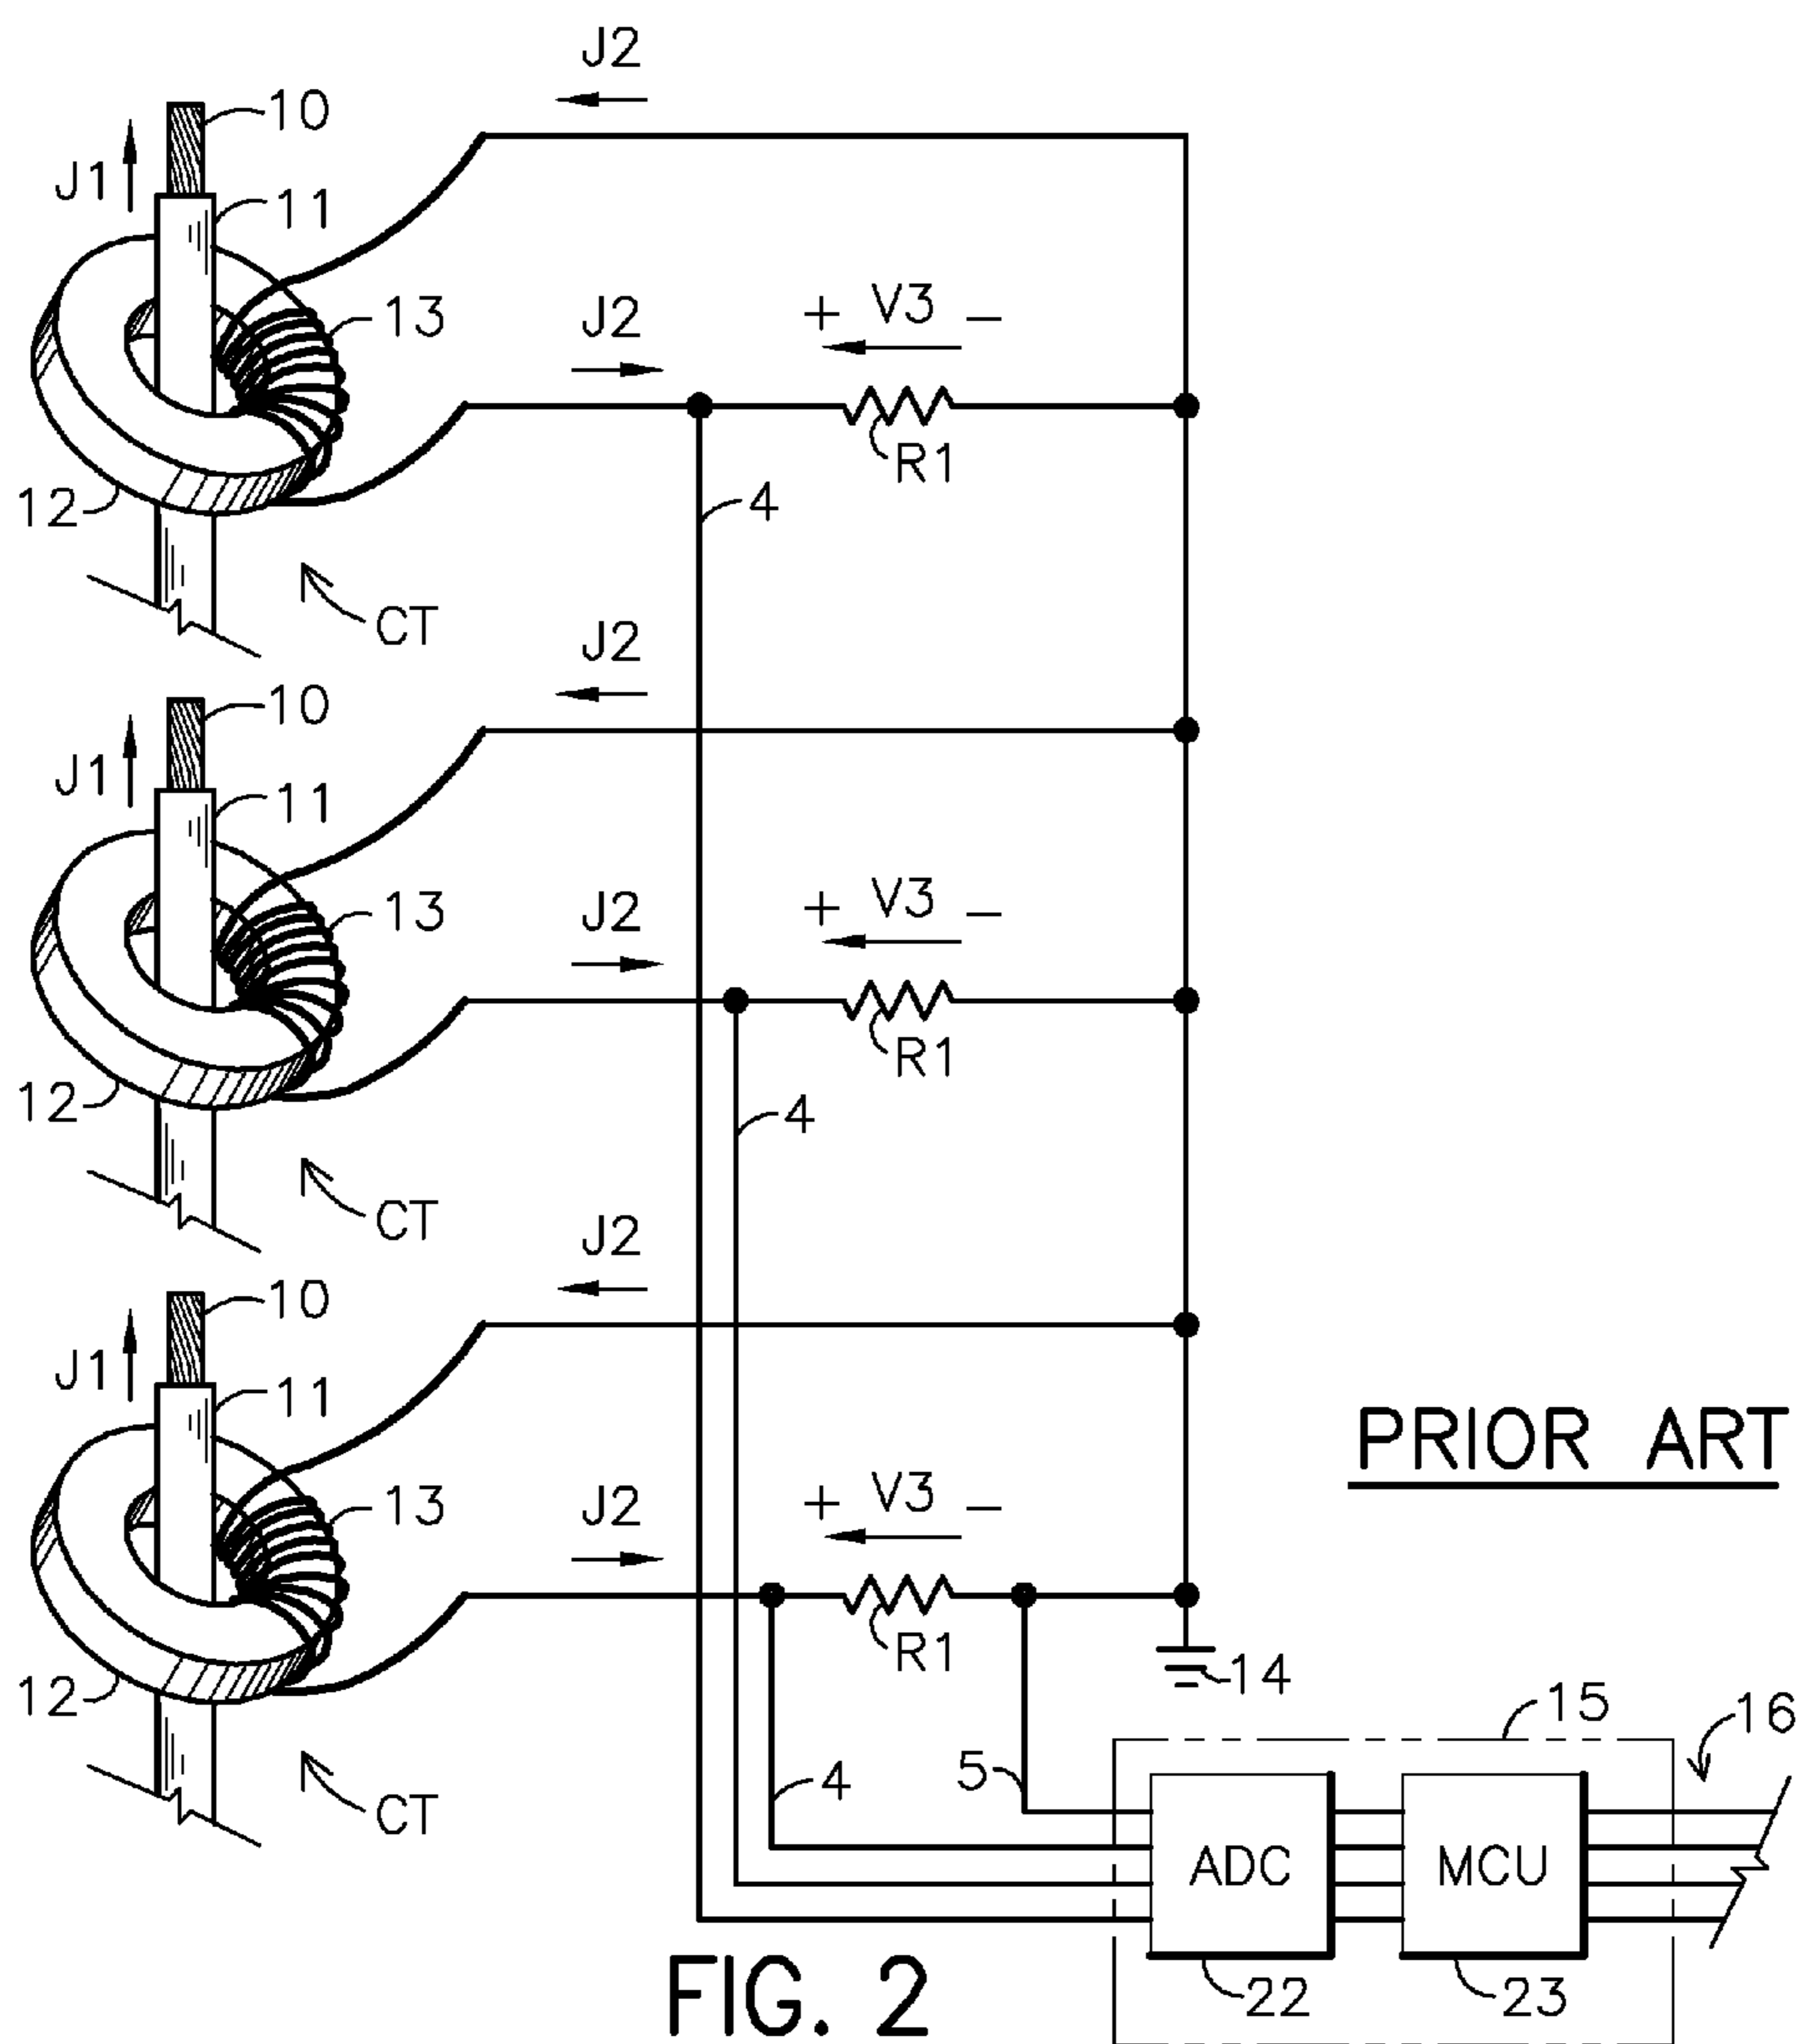 J2
10
J1
11
J2
+ V3 −
13
R1
12
4
CT
J2
10
J1
11
J2
+ V3 −
13
R1
12
4
CT
J2
10
J1
11
PRIOR ART
J2
+ V3 −
13
R1
14
12
15
16
5
4
CT
ADC
MCU
22
23
FIG. 2